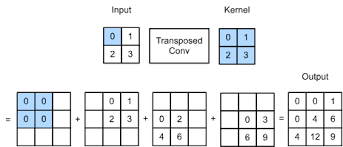 Input Kernel
0 1 Transposed Conv 0 1
2 3 2 3
Output
0 0 0 1 0 0 1
= 0 0 + 2 3 + 0 2 + 0 3 = 0 4 6
4 6 6 9 4 12 9